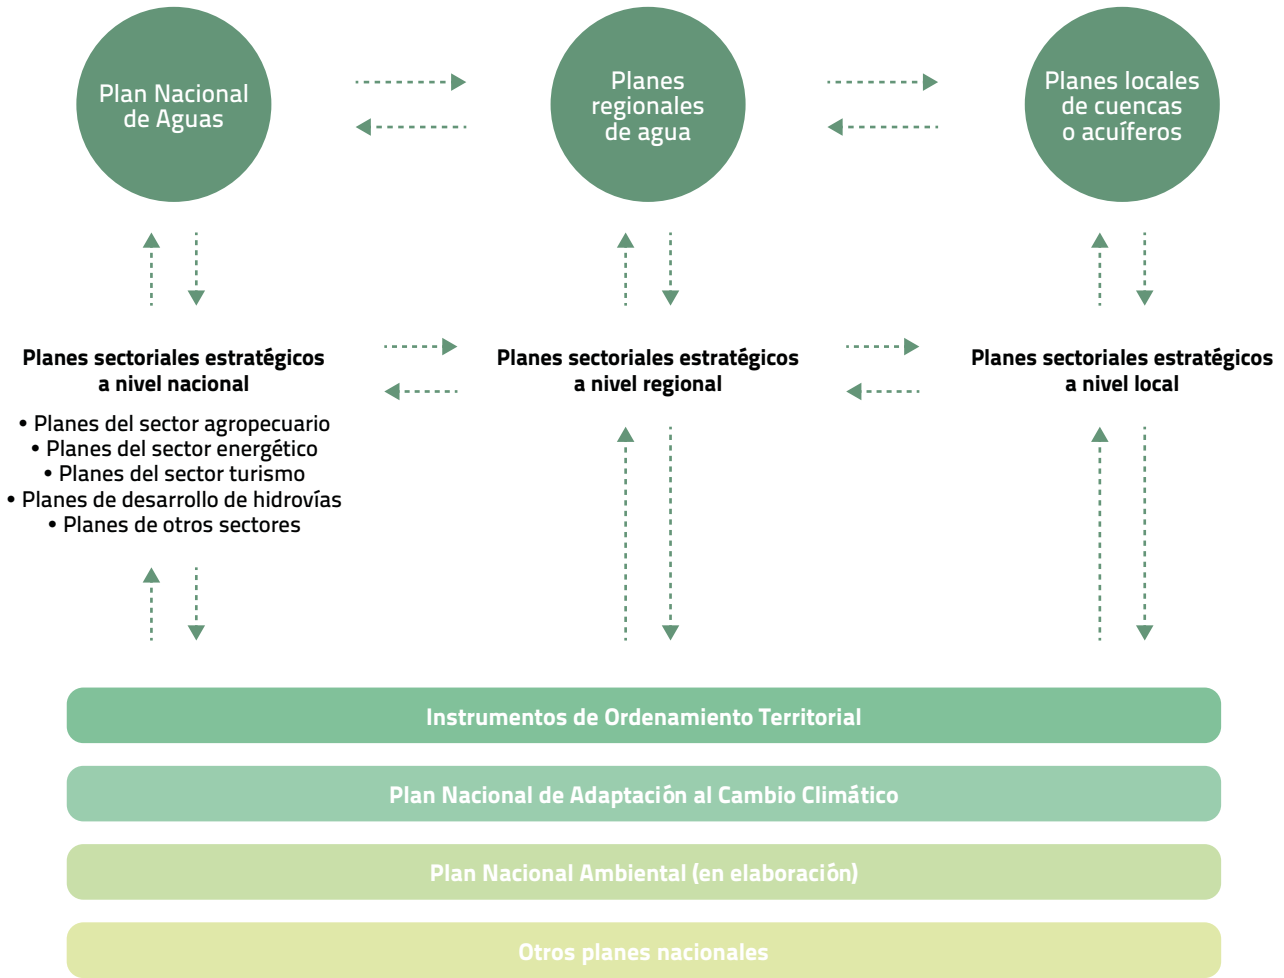 Plan Nacional
de Aguas
Planes
regionales
de agua
Planes locales
de cuencas
o acuíferos
Planes sectoriales estratégicos
a nivel nacional
• Planes del sector agropecuario
• Planes del sector energético
• Planes del sector turismo
• Planes de desarrollo de hidrovías
• Planes de otros sectores
Planes sectoriales estratégicos
a nivel regional
Planes sectoriales estratégicos
a nivel local
Instrumentos de Ordenamiento Territorial
Plan Nacional de Adaptación al Cambio Climático
Plan Nacional Ambiental (en elaboración)
Otros planes nacionales